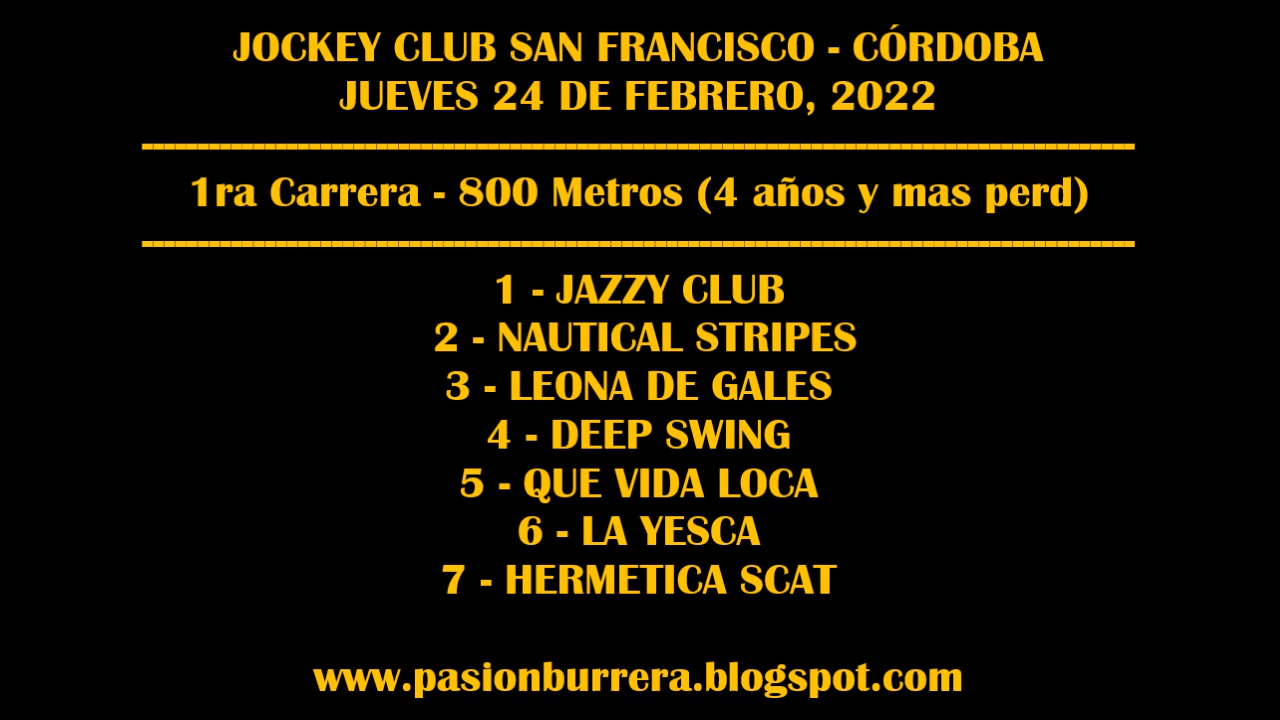 JOCKEY CLUB SAN FRANCISCO - CÓRDOBA
JUEVES 24 DE FEBRERO, 2022
1ra Carrera - 800 Metros (4 años y mas perd)
1 - JAZZY CLUB
2 - NAUTICAL STRIPES
3 - LEONA DE GALES
4 - DEEP SWING
5 - QUE VIDA LOCA
6 - LA YESCA
7 - HERMETICA SCAT
www.pasionburrera.blogspot.com